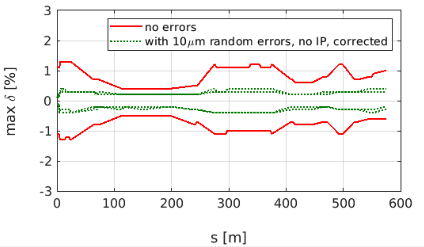 3
no errors
with 10μm random errors, no IP, corrected
2
1
0
-1
-2
-3
max δ [%]
0 100 200 300 400 500 600
s [m]